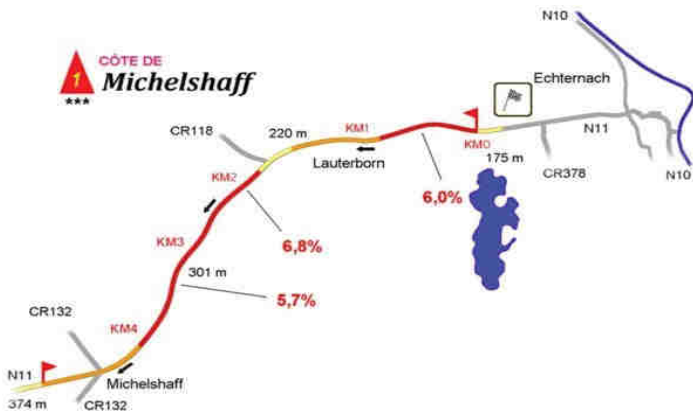 N10
1
CÔTE DE
Michelshaff
***
Echternach
CR118
220 m
KM1
KM0
N11
Lauterborn
175 m
CR378
N10
KM2
6,0%
6,8%
KM3
301 m
5,7%
CR132
KM4
N11
Michelshaff
374 m
CR132